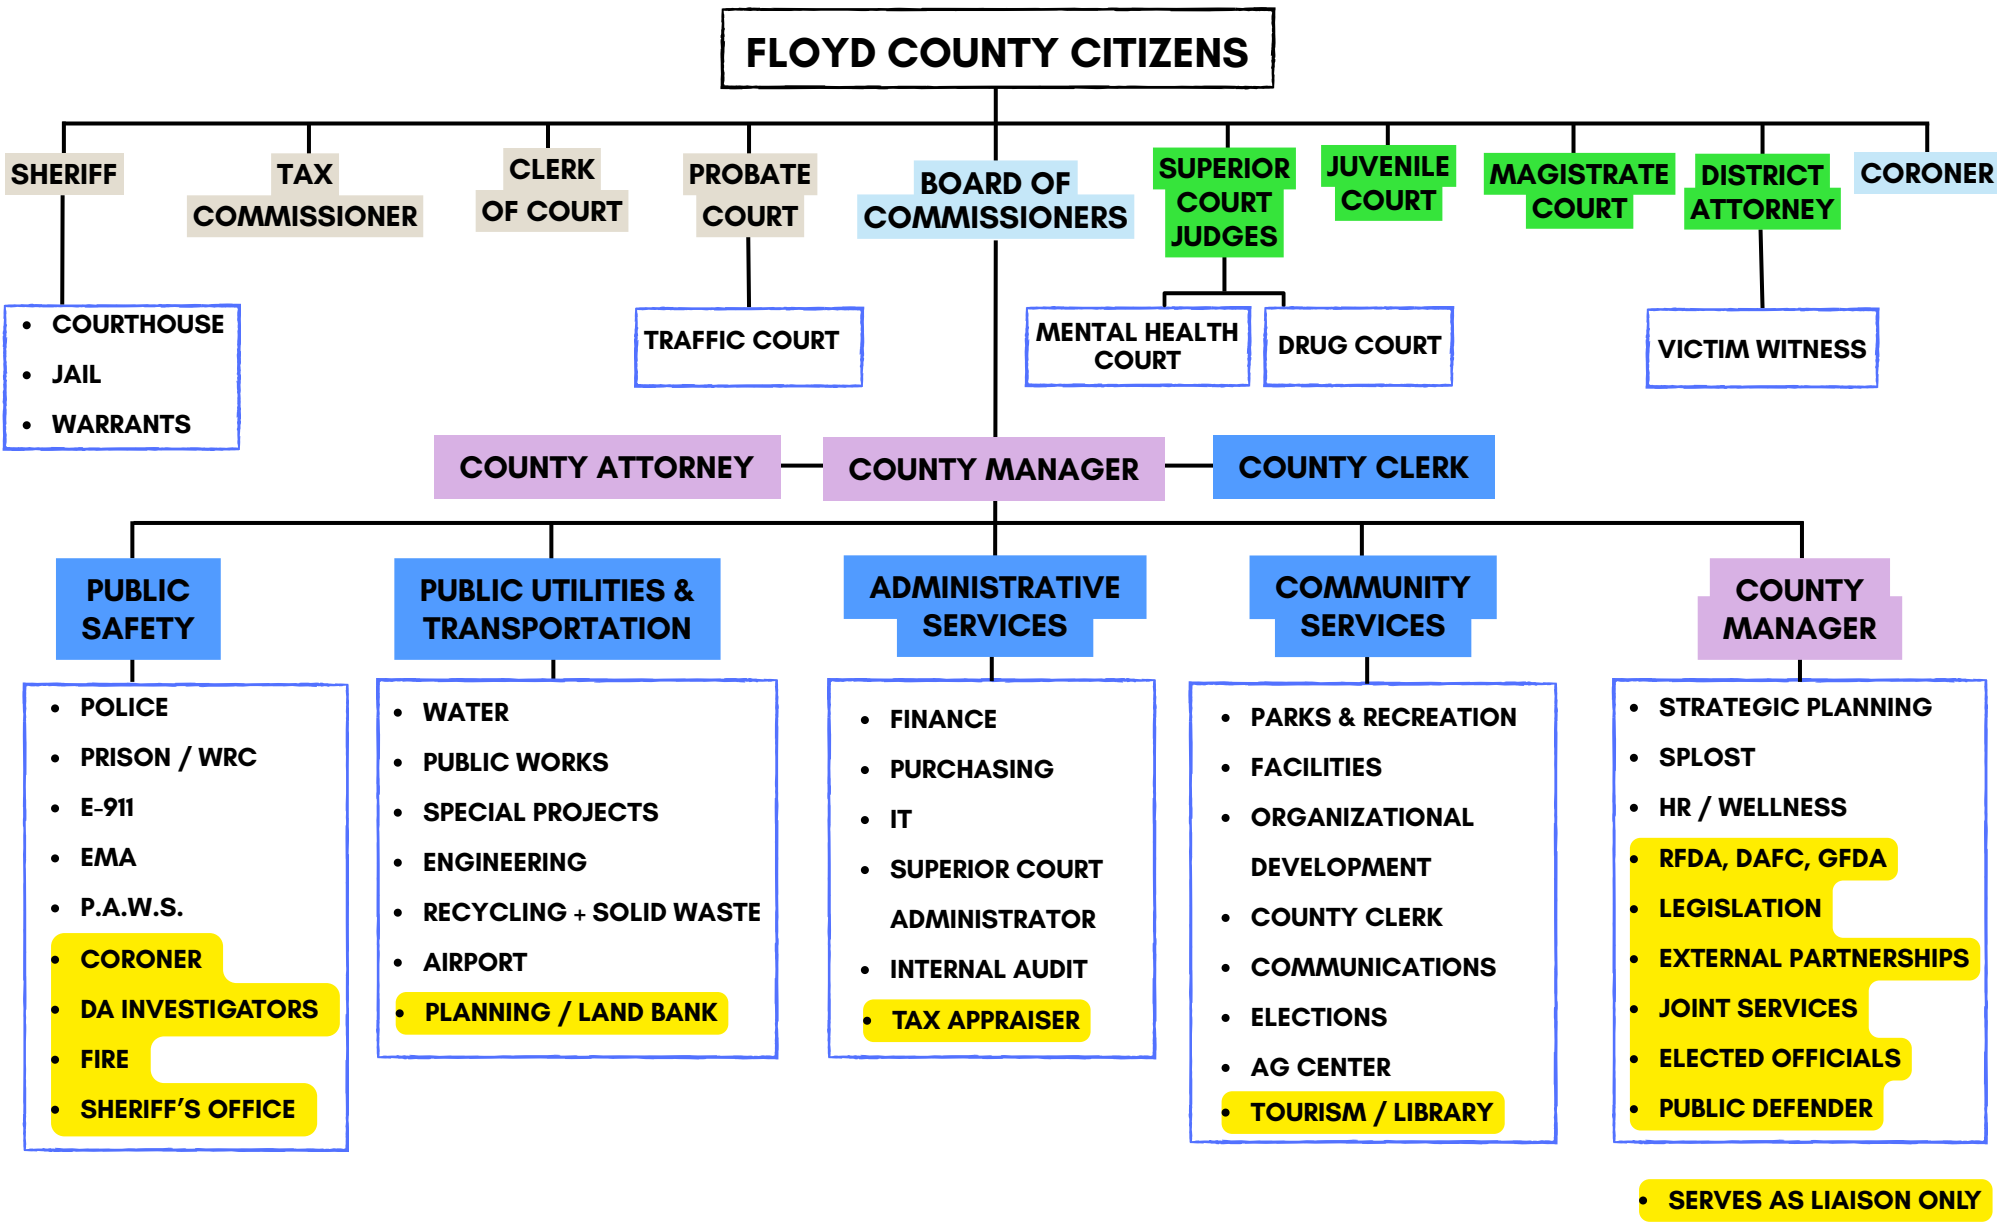 FLOYD COUNTY CITIZENS
SHERIFF
TAX
COMMISSIONER
CLERK
OF COURT
PROBATE
COURT
BOARD OF
COMMISSIONERS
SUPERIOR
COURT
JUDGES
JUVENILE
COURT
MAGISTRATE
COURT
DISTRICT
ATTORNEY
CORONER
• COURTHOUSE
• JAIL
• WARRANTS
TRAFFIC COURT
MENTAL HEALTH
COURT
DRUG COURT
VICTIM WITNESS
COUNTY ATTORNEY
COUNTY MANAGER
COUNTY CLERK
PUBLIC
SAFETY
• POLICE
• PRISON / WRC
• E-911
• EMA
• P.A.W.S.
• CORONER
• DA INVESTIGATORS
• FIRE
• SHERIFF'S OFFICE
PUBLIC UTILITIES &
TRANSPORTATION
• WATER
• PUBLIC WORKS
• SPECIAL PROJECTS
• ENGINEERING
• RECYCLING + SOLID WASTE
• AIRPORT
• PLANNING / LAND BANK
ADMINISTRATIVE
SERVICES
• FINANCE
• PURCHASING
• IT
• SUPERIOR COURT
ADMINISTRATOR
• INTERNAL AUDIT
• TAX APPRAISER
COMMUNITY
SERVICES
• PARKS & RECREATION
• FACILITIES
• ORGANIZATIONAL
DEVELOPMENT
• COUNTY CLERK
• COMMUNICATIONS
• ELECTIONS
• AG CENTER
• TOURISM / LIBRARY
COUNTY
MANAGER
• STRATEGIC PLANNING
• SPLOST
• HR / WELLNESS
• RFDA, DAFC, GFDA
• LEGISLATION
• EXTERNAL PARTNERSHIPS
• JOINT SERVICES
• ELECTED OFFICIALS
• PUBLIC DEFENDER
• SERVES AS LIAISON ONLY